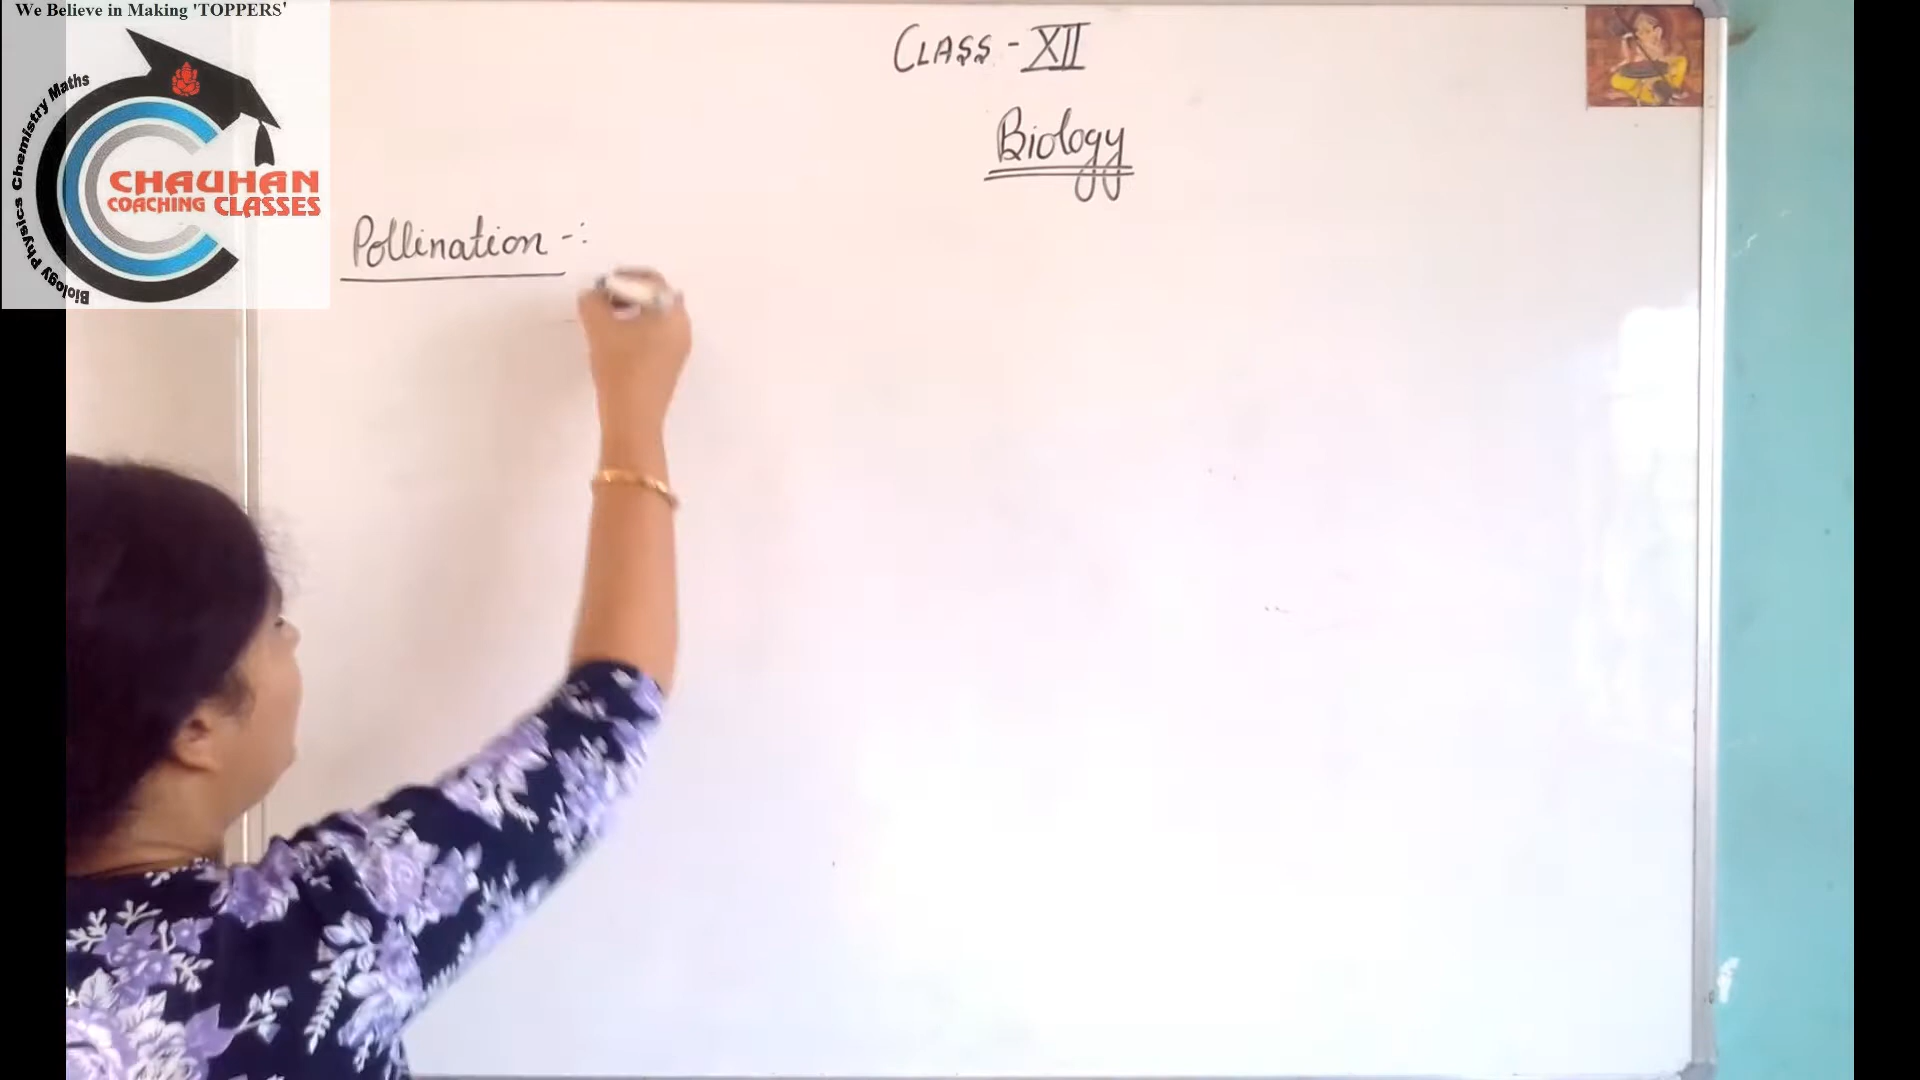 We Believe in Making 'TOPPERS'
Biology Physics Chemistry Maths
CHAUHAN
COACHING CLASSES
CLASS - XII
Biology
Pollination -: